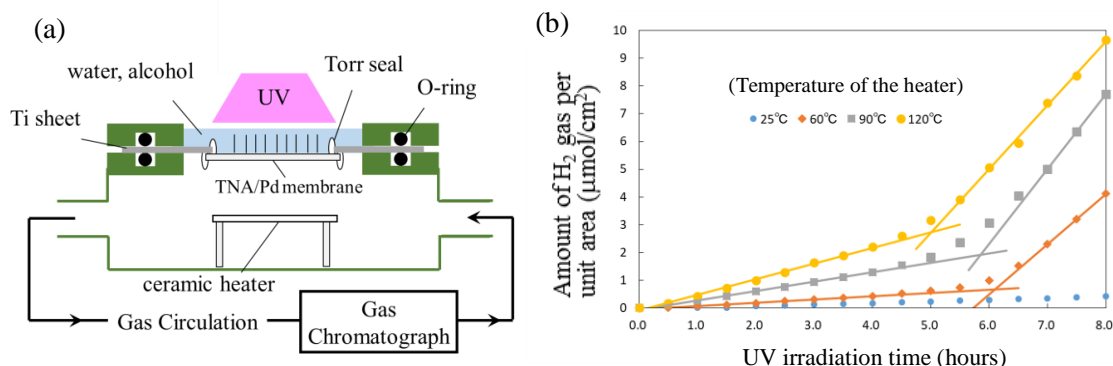 (a)
water, alcohol
Torr seal
UV
O-ring
Ti sheet
TNA/Pd membrane
ceramic heater
Gas Circulation
Gas
Chromatograph
(b)
Amount of H2 gas per
unit area (μmol/cm2)
10
9
8
7
6
5
4
3
2
1
0
(Temperature of the heater)
25°C
60°C
90°C
120°C
0.0
1.0
2.0
3.0
4.0
5.0
6.0
7.0
8.0
UV irradiation time (hours)